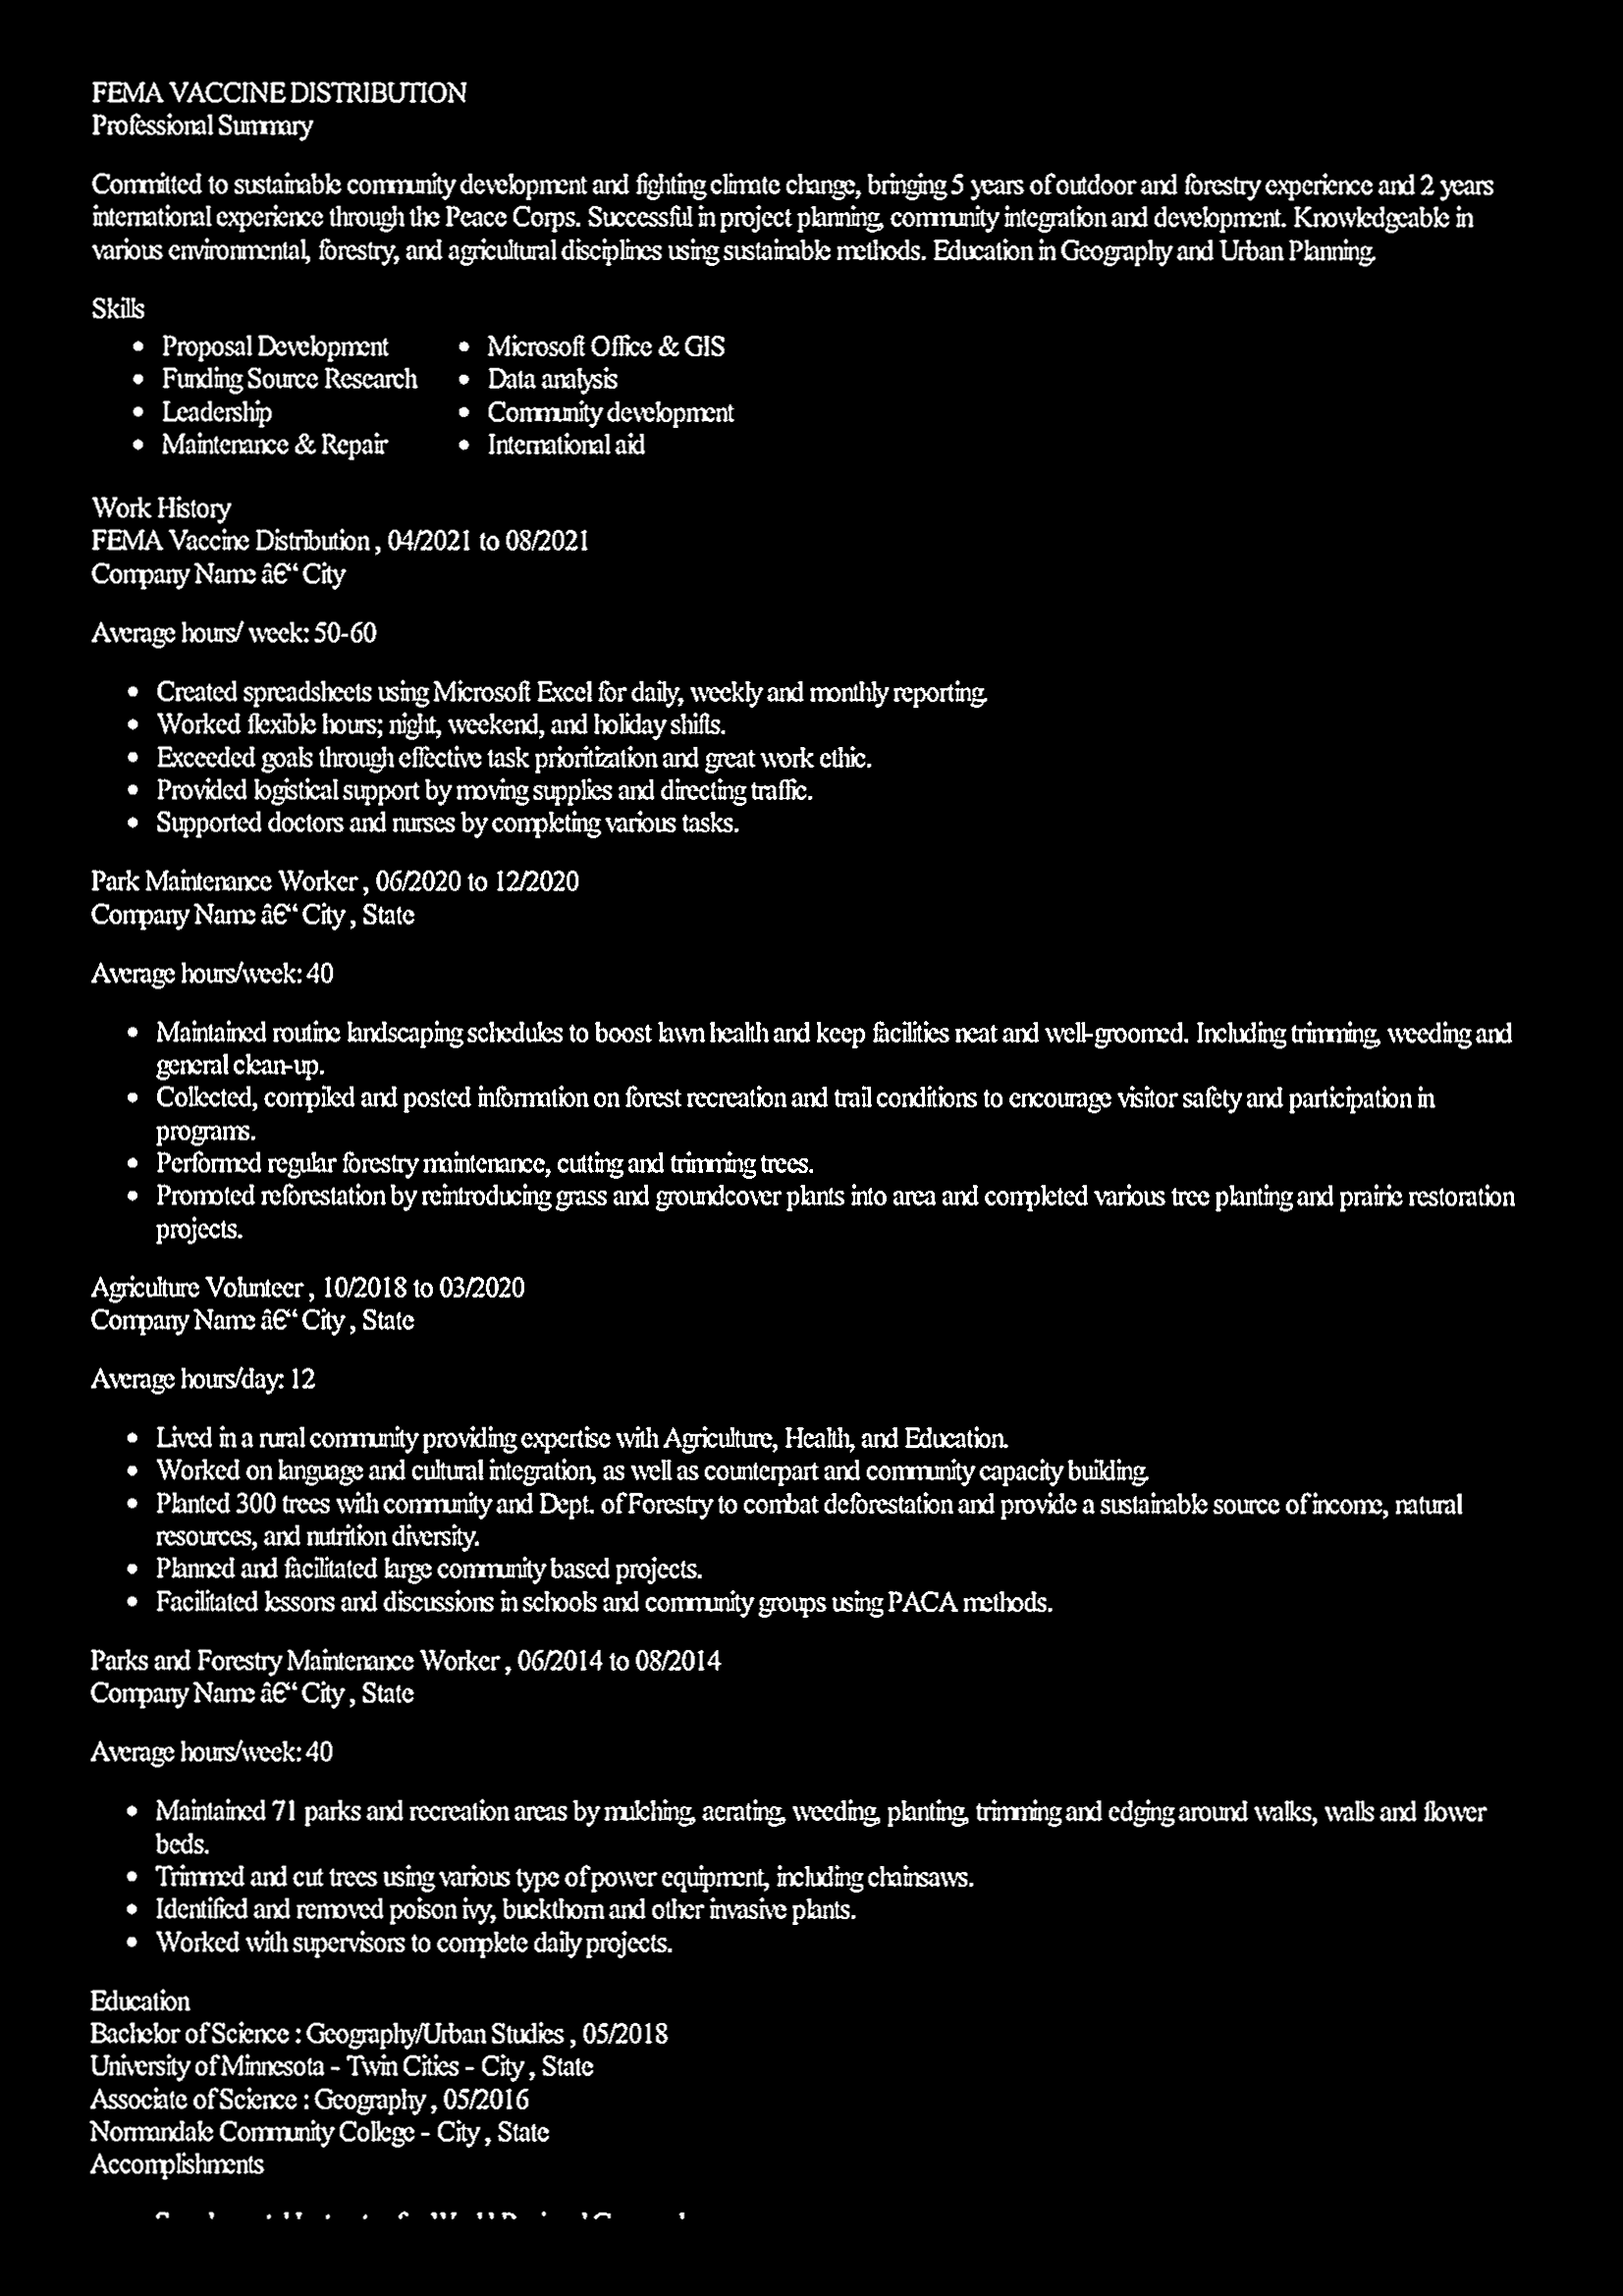 FEMA VACCINE DISTRIBUTION
Professional Summary
Committed to sustainable community development and fighting climate change, bringing 5 years of outdoor and forestry experience and 2 years
international experience through the Peace Corps. Successful in project planning, community integration and development. Knowledgeable in
various environmental, forestry, and agricultural disciplines using sustainable methods. Education in Geography and Urban Planning.
Skills
• Proposal Development
• Funding Source Research
• Leadership
• Maintenance & Repair
• Microsoft Office & GIS
• Data analysis
• Community development
• International aid
Work History
FEMA Vaccine Distribution , 04/2021 to 08/2021
Company Name â€“ City
Average hours/ week: 50-60
• Created spreadsheets using Microsoft Excel for daily, weekly and monthly reporting.
• Worked flexible hours; night, weekend, and holiday shifts.
• Exceeded goals through effective task prioritization and great work ethic.
• Provided logistical support by moving supplies and directing traffic.
• Supported doctors and nurses by completing various tasks.
Park Maintenance Worker , 06/2020 to 12/2020
Company Name â€“ City , State
Average hours/week: 40
• Maintained routine landscaping schedules to boost lawn health and keep facilities neat and well-groomed. Including trimming, weeding and
general clean-up.
• Collected, compiled and posted information on forest recreation and trail conditions to encourage visitor safety and participation in
programs.
• Performed regular forestry maintenance, cutting and trimming trees.
• Promoted reforestation by reintroducing grass and groundcover plants into area and completed various tree planting and prairie restoration
projects.
Agriculture Volunteer , 10/2018 to 03/2020
Company Name â€“ City , State
Average hours/day: 12
• Lived in a rural community providing expertise with Agriculture, Health, and Education.
• Worked on language and cultural integration, as well as counterpart and community capacity building.
• Planted 300 trees with community and Dept. of Forestry to combat deforestation and provide a sustainable source of income, natural
resources, and nutrition diversity.
• Planned and facilitated large community based projects.
• Facilitated lessons and discussions in schools and community groups using PACA methods.
Parks and Forestry Maintenance Worker , 06/2014 to 08/2014
Company Name â€“ City , State
Average hours/week: 40
• Maintained 71 parks and recreation areas by mulching, aerating, weeding, planting, trimming and edging around walks, walls and flower
beds.
• Trimmed and cut trees using various type of power equipment, including chainsaws.
• Identified and removed poison ivy, buckthorn and other invasive plants.
• Worked with supervisors to complete daily projects.
Education
Bachelor of Science : Geography/Urban Studies , 05/2018
University of Minnesota - Twin Cities - City , State
Associate of Science : Geography , 05/2016
Normandale Community College - City , State
Accomplishments